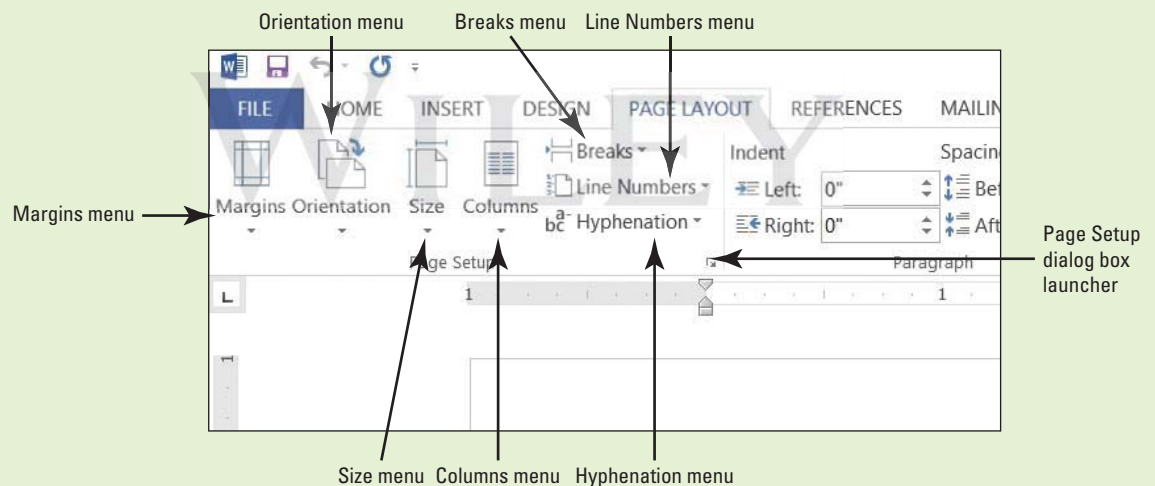 Orientation menu Breaks menu Line Numbers menu
W
WILEY
FILE HOME INSERT DESIGN PAGE LAYOUT REFERENCES MAILIN
Breaks Indent Spacin
Line Numbers Left: 0" Bef
Margins Orientation Size Columns
Hyphenation Right: 0" Aft
Margins menu
Page Setup Paragraph
Page Setup
dialog box
launcher
L 1 1
1
Size menu Columns menu Hyphenation menu